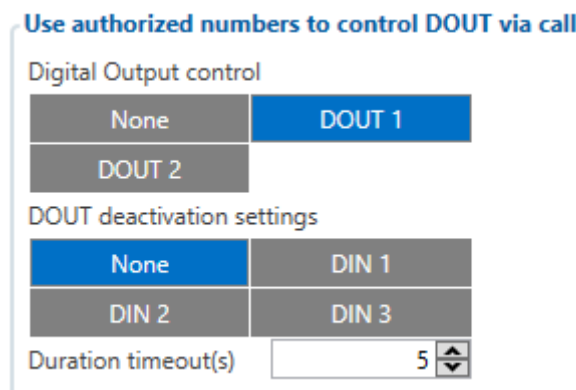 Use authorized numbers to control DOUT via call
Digital Output control
None DOUT 1
DOUT 2
DOUT deactivation settings
None DIN 1
DIN 2 DIN 3
Duration timeout(s) 5